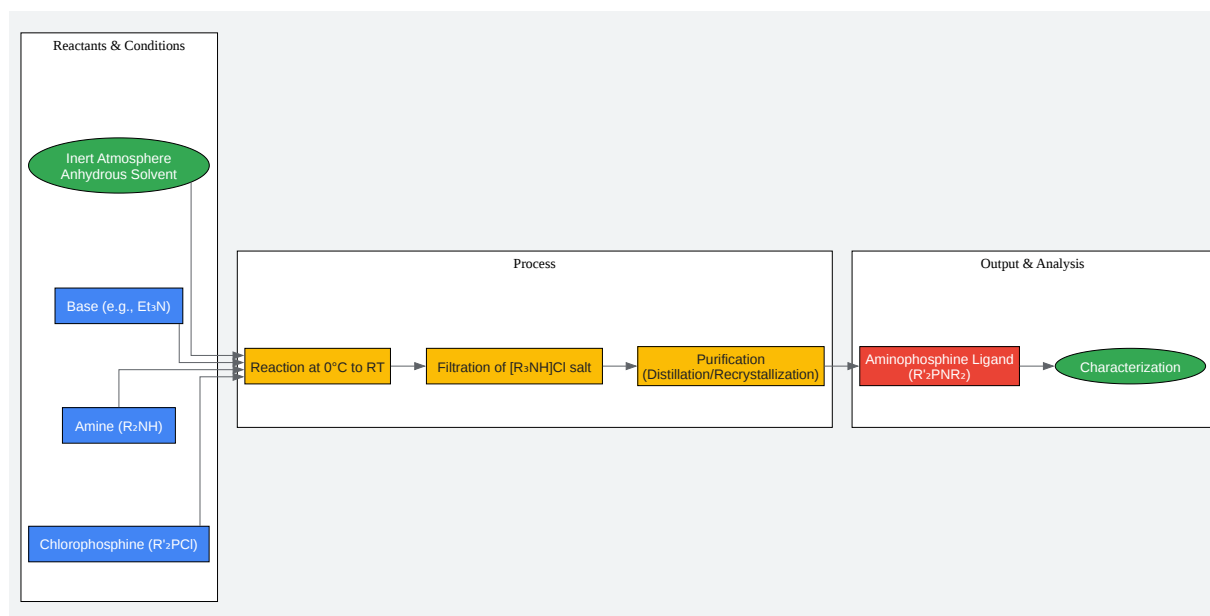 Reactants & Conditions
Inert Atmosphere
Anhydrous Solvent
Base (e.g., Et₃N)
Amine (R₂NH)
Chlorophosphine (R'₂PCl)
Process
Reaction at 0°C to RT
Filtration of [R₃NH]Cl salt
Purification
(Distillation/Recrystallization)
Output & Analysis
Aminophosphine Ligand
(R'₂PNR₂)
Characterization